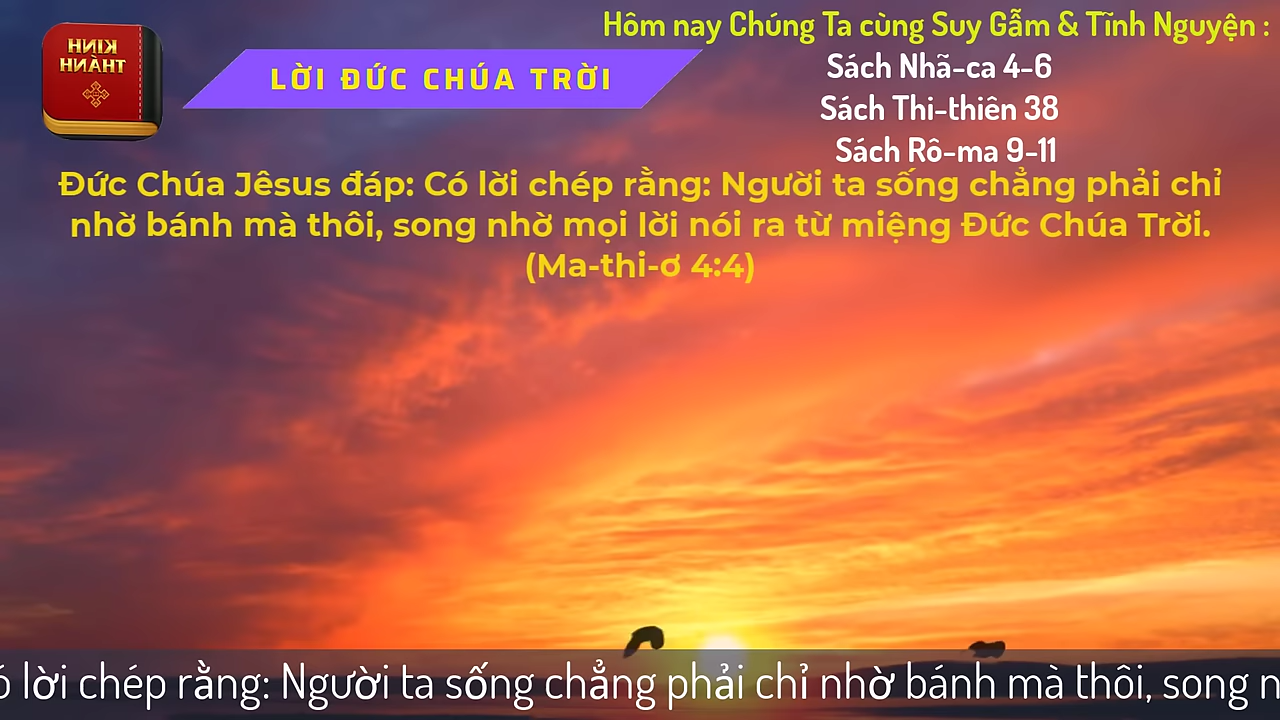 Hôm nay Chúng Ta cùng Suy Gẫm & Tĩnh Nguyện :
KINH
THÁNH
LỜI ĐỨC CHÚA TRỜI
Sách Nhã-ca 4-6
Sách Thi-thiên 38
Sách Rô-ma 9-11
Đức Chúa Jêsus đáp: Có lời chép rằng: Người ta sống chẳng phải chỉ
nhờ bánh mà thôi, song nhờ mọi lời nói ra từ miệng Đức Chúa Trời.
(Ma-thi-ơ 4:4)
lời chép rằng: Người ta sống chẳng phải chỉ nhờ bánh mà thôi, song